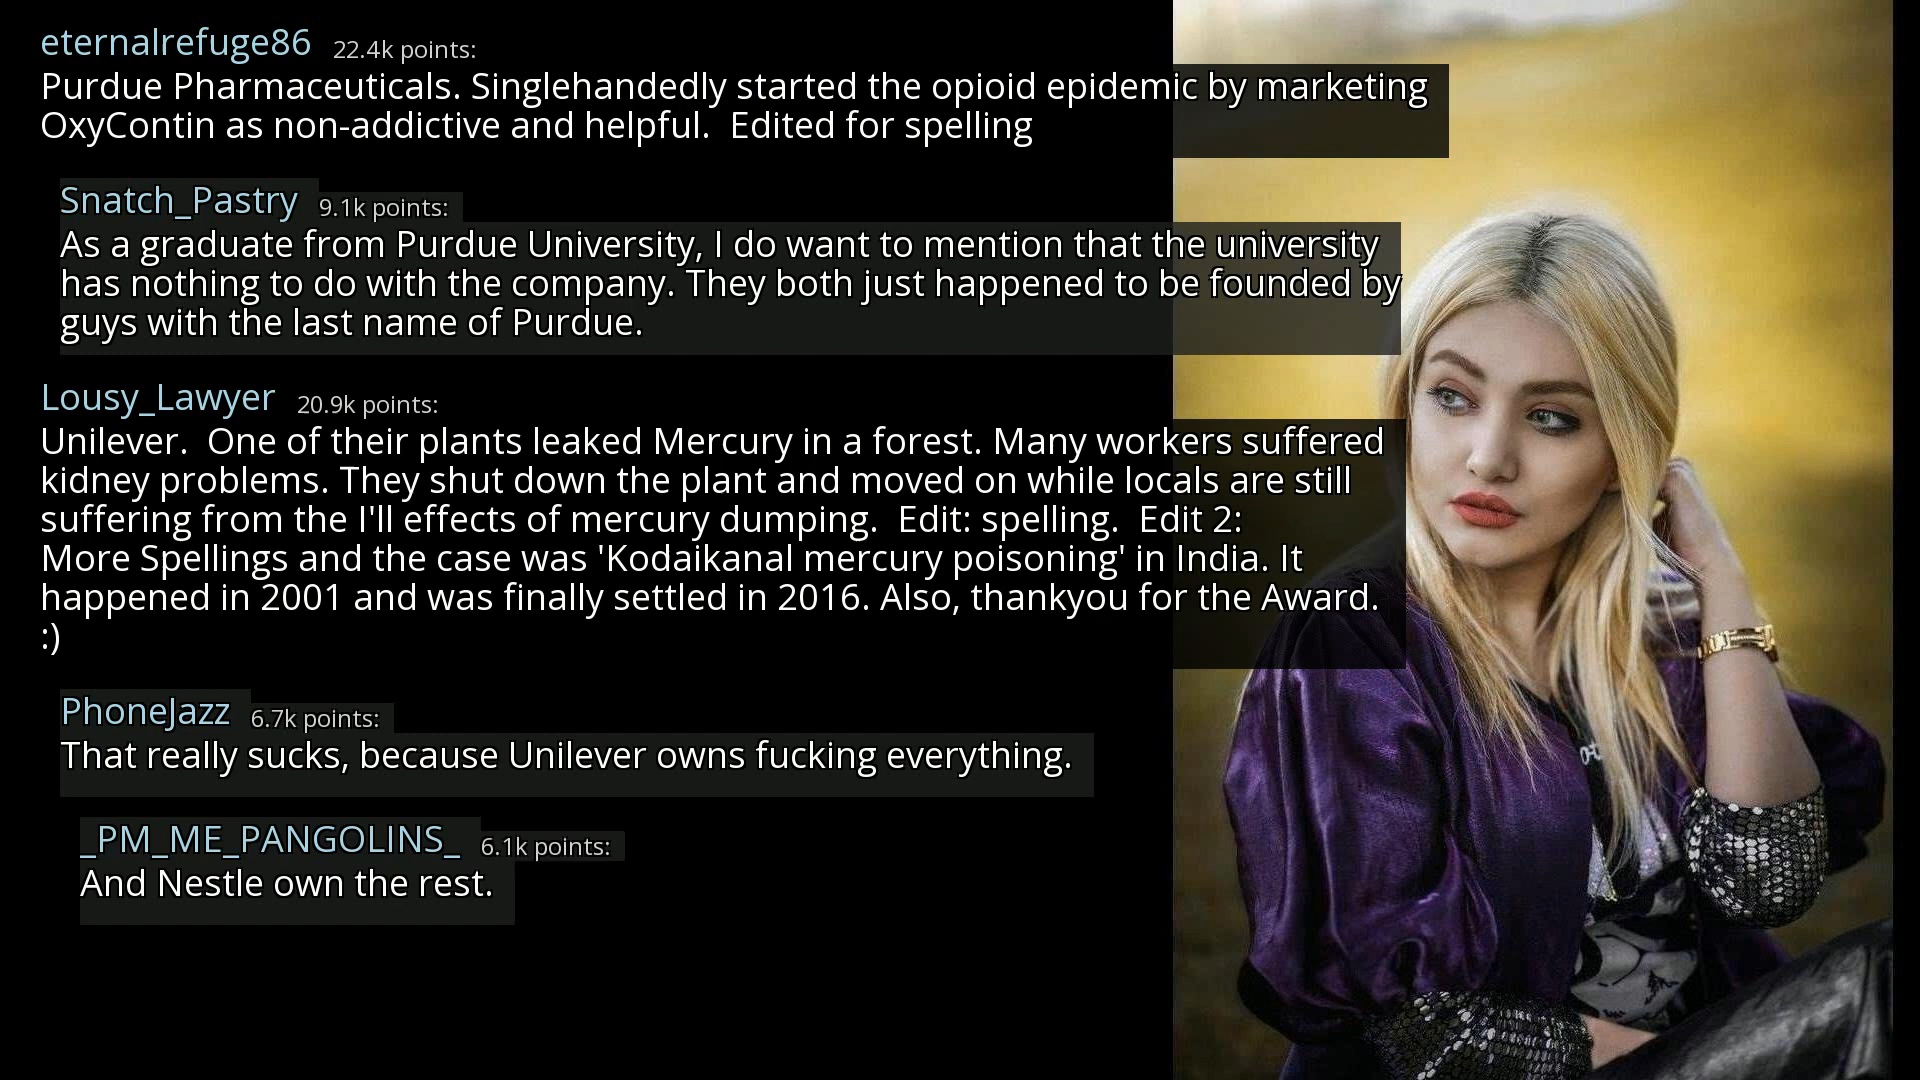 eternalrefuge86 22.4k points:
Purdue Pharmaceuticals. Singlehandedly started the opioid epidemic by marketing
OxyContin as non-addictive and helpful.  Edited for spelling
Snatch_Pastry 9.1k points:
As a graduate from Purdue University, I do want to mention that the university
has nothing to do with the company. They both just happened to be founded by
guys with the last name of Purdue.
Lousy_Lawyer 20.9k points:
Unilever.  One of their plants leaked Mercury in a forest. Many workers suffered
kidney problems. They shut down the plant and moved on while locals are still
suffering from the I'll effects of mercury dumping.  Edit: spelling.  Edit 2:
More Spellings and the case was 'Kodaikanal mercury poisoning' in India. It
happened in 2001 and was finally settled in 2016. Also, thankyou for the Award.
:)
PhoneJazz 6.7k points:
That really sucks, because Unilever owns fucking everything.
_PM_ME_PANGOLINS_ 6.1k points:
And Nestle own the rest.